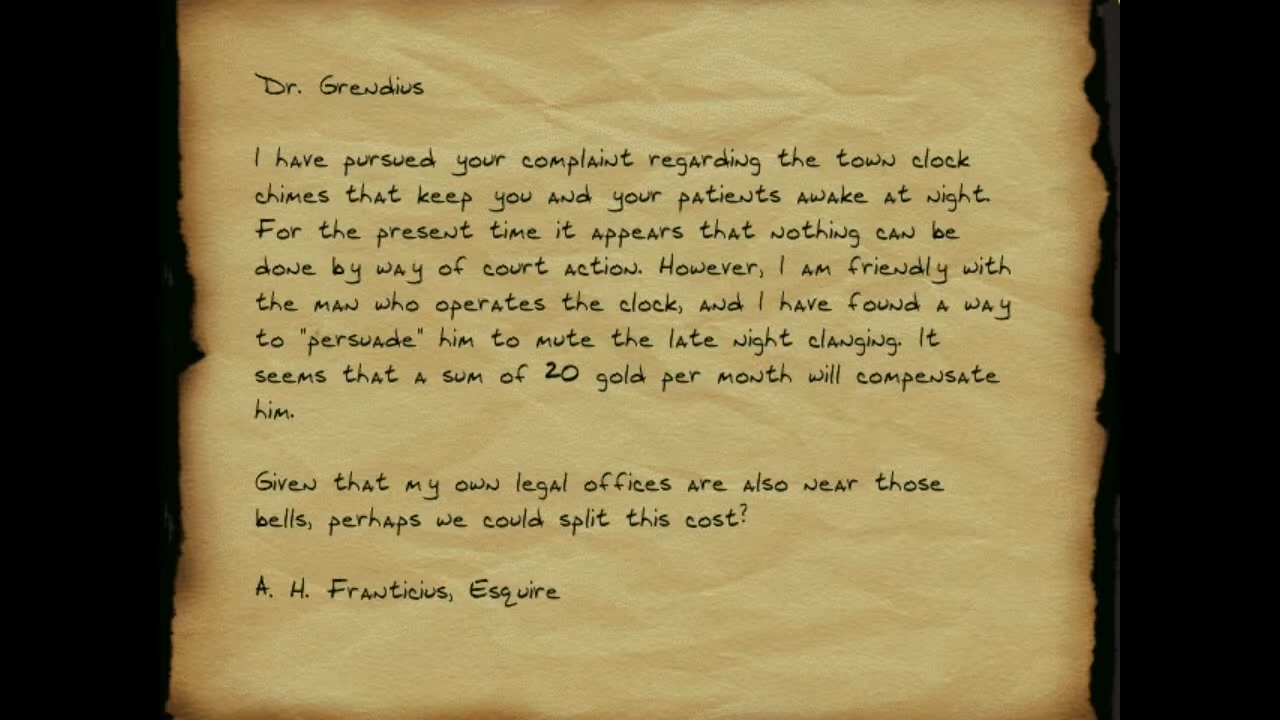 Dr. Grendius
I have pursued your complaint regarding the town clock
chimes that keep you and your patients awake at night.
For the present time it appears that nothing can be
done by way of court action. However, I am friendly with
the man who operates the clock, and I have found a way
to "persuade" him to mute the late night clanging. It
seems that a sum of 20 gold per month will compensate
him.
Given that my own legal offices are also near those
bells, perhaps we could split this cost?
A. H. Franticius, Esquire